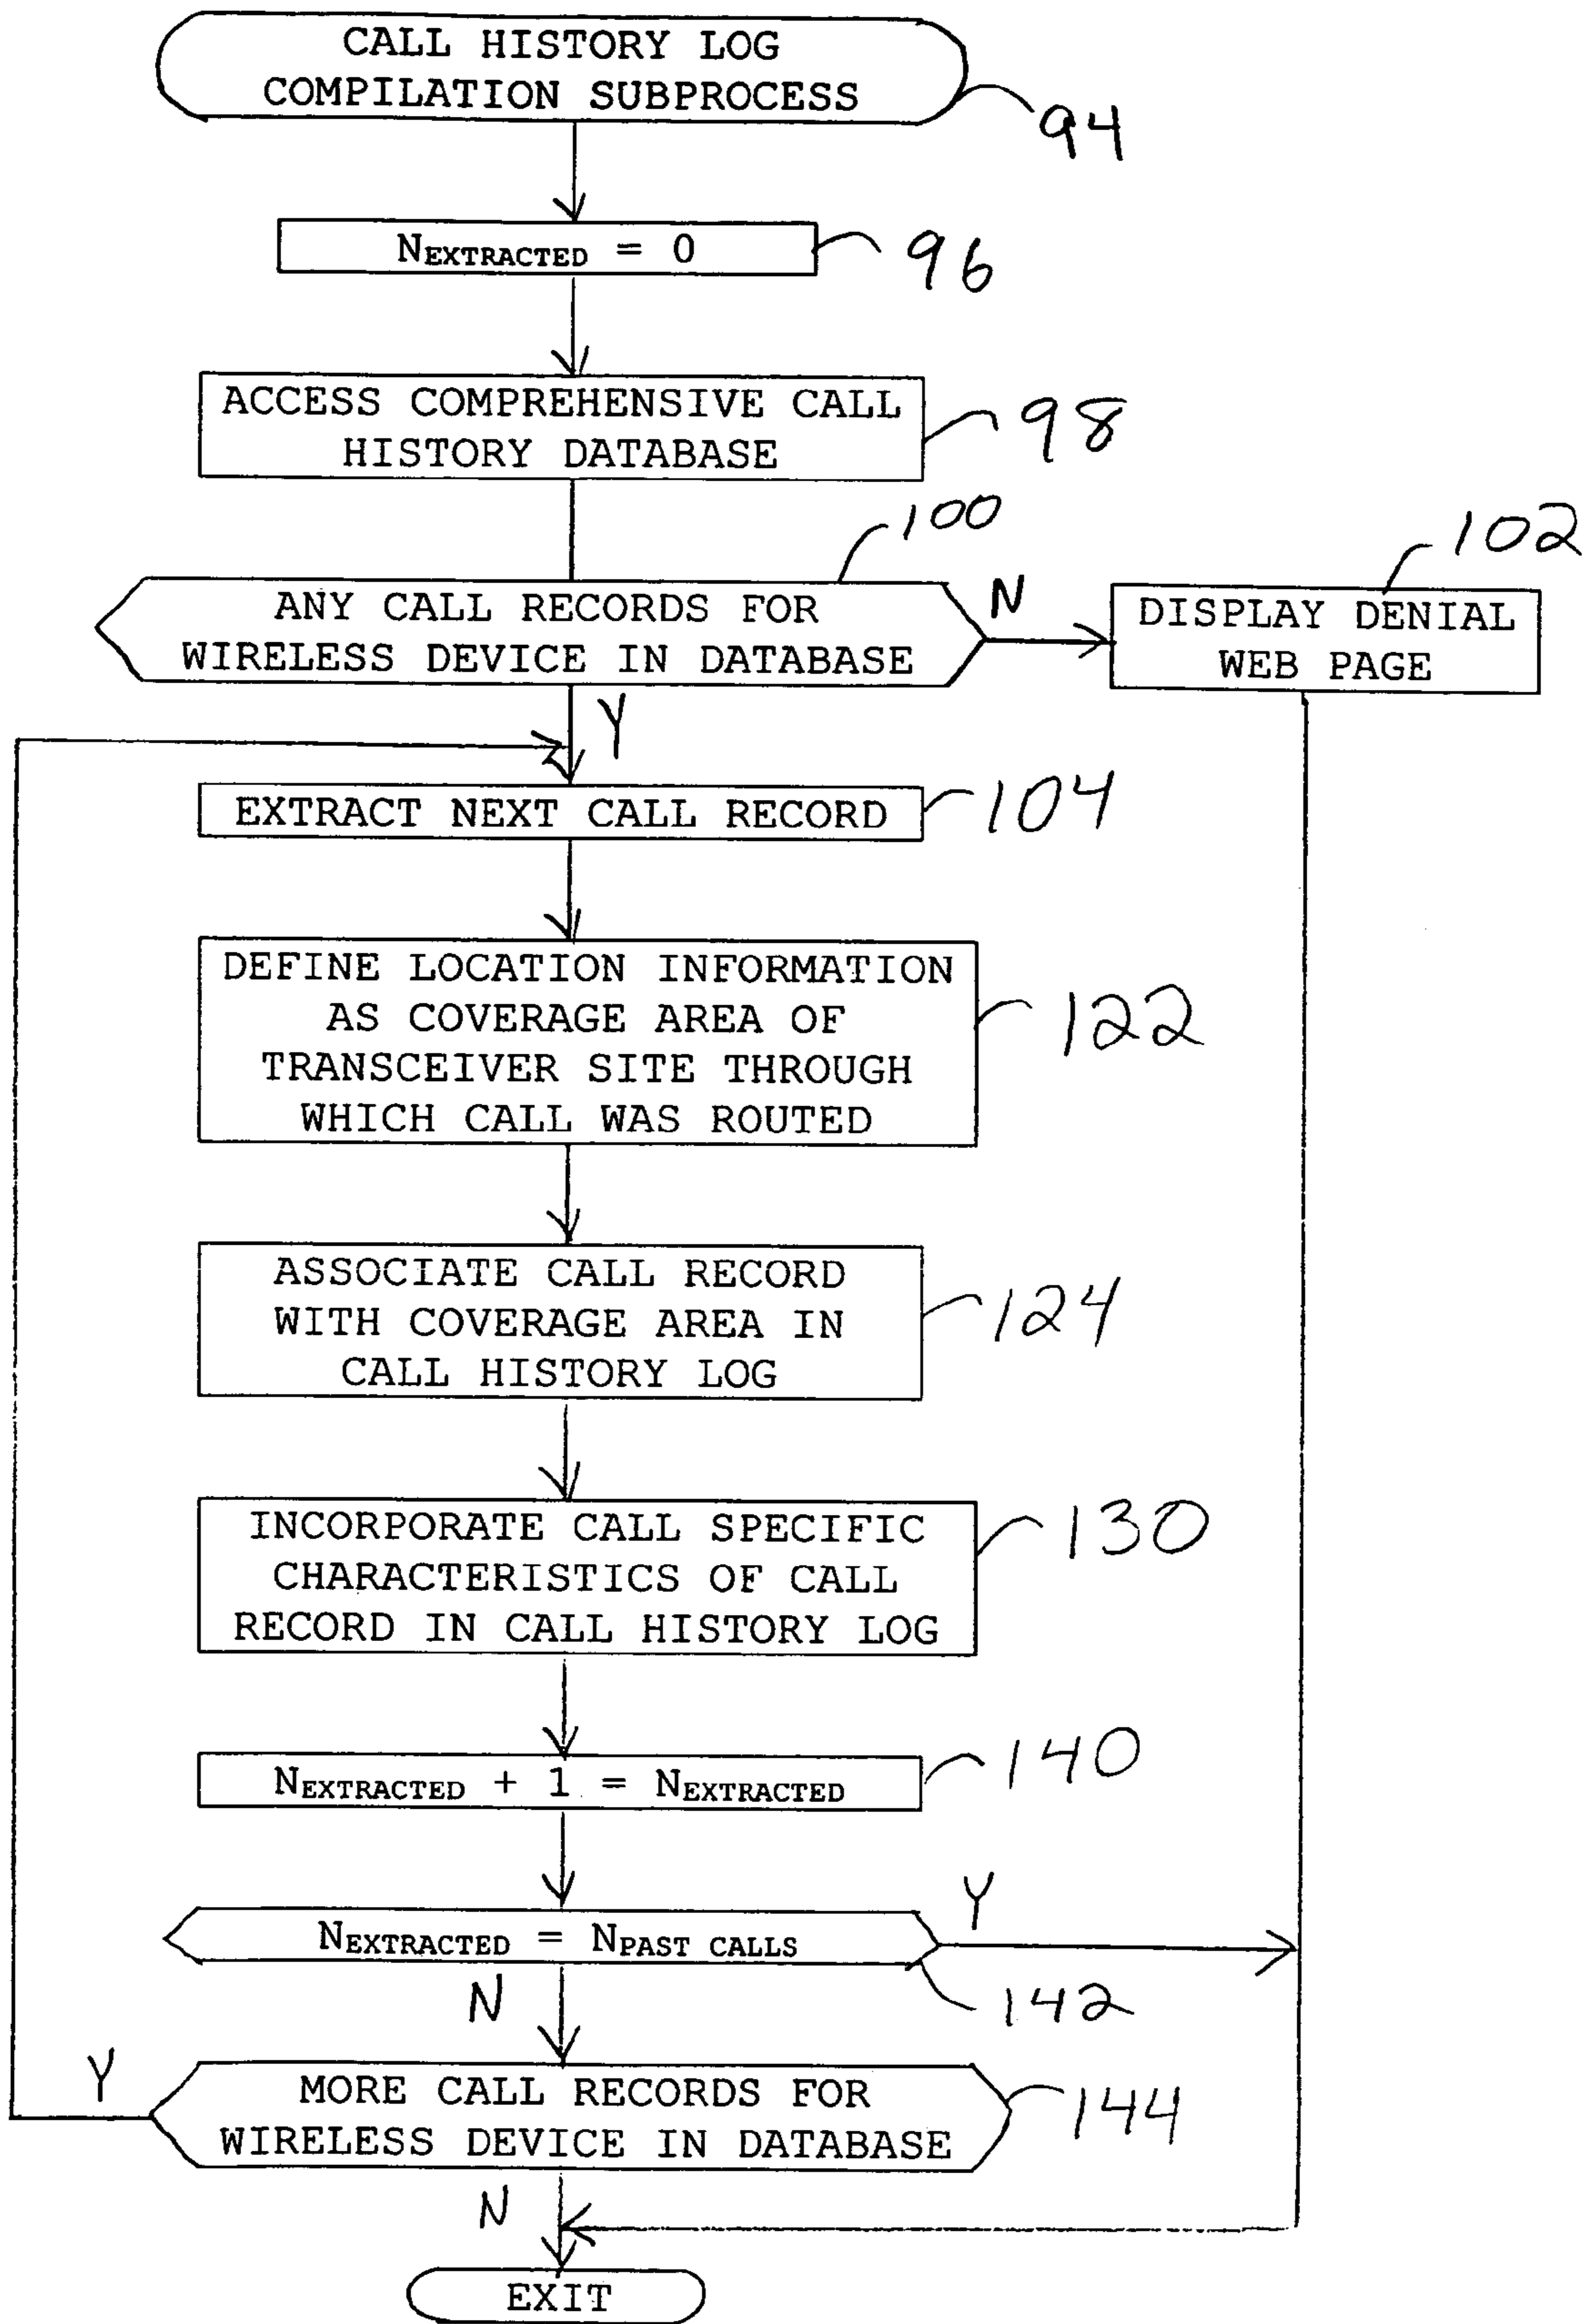 CALL HISTORY LOG
COMPILATION SUBPROCESS
94
NEXTRACTED = 0
96
ACCESS COMPREHENSIVE CALL
HISTORY DATABASE
98
100
ANY CALL RECORDS FOR
WIRELESS DEVICE IN DATABASE
N
102
DISPLAY DENIAL
WEB PAGE
Y
EXTRACT NEXT CALL RECORD
104
DEFINE LOCATION INFORMATION
AS COVERAGE AREA OF
TRANSCEIVER SITE THROUGH
WHICH CALL WAS ROUTED
122
ASSOCIATE CALL RECORD
WITH COVERAGE AREA IN
CALL HISTORY LOG
124
INCORPORATE CALL SPECIFIC
CHARACTERISTICS OF CALL
RECORD IN CALL HISTORY LOG
130
NEXTRACTED + 1 = NEXTRACTED
140
NEXTRACTED = NPAST CALLS
Y
142
N
MORE CALL RECORDS FOR
WIRELESS DEVICE IN DATABASE
Y
144
N
EXIT